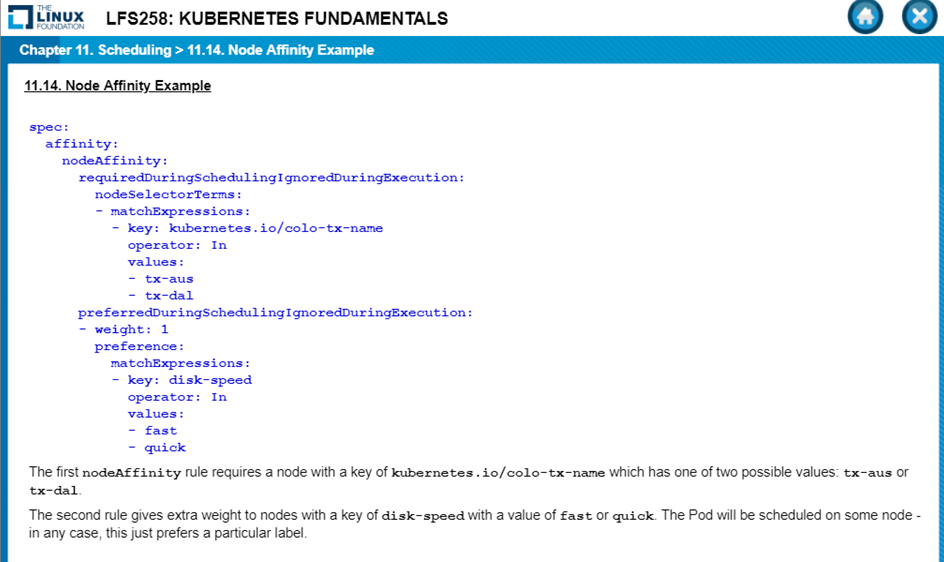 THE
LINUX
FOUNDATION
LFS258: KUBERNETES FUNDAMENTALS
Chapter 11. Scheduling > 11.14. Node Affinity Example
11.14. Node Affinity Example
spec:
  affinity:
    nodeAffinity:
      requiredDuringSchedulingIgnoredDuringExecution:
        nodeSelectorTerms:
        - matchExpressions:
          - key: kubernetes.io/colo-tx-name
            operator: In
            values:
            - tx-aus
            - tx-dal
      preferredDuringSchedulingIgnoredDuringExecution:
      - weight: 1
        preference:
          matchExpressions:
          - key: disk-speed
            operator: In
            values:
            - fast
            - quick
The first nodeAffinity rule requires a node with a key of kubernetes.io/colo-tx-name which has one of two possible values: tx-aus or
tx-dal.
The second rule gives extra weight to nodes with a key of disk-speed with a value of fast or quick. The Pod will be scheduled on some node -
in any case, this just prefers a particular label.